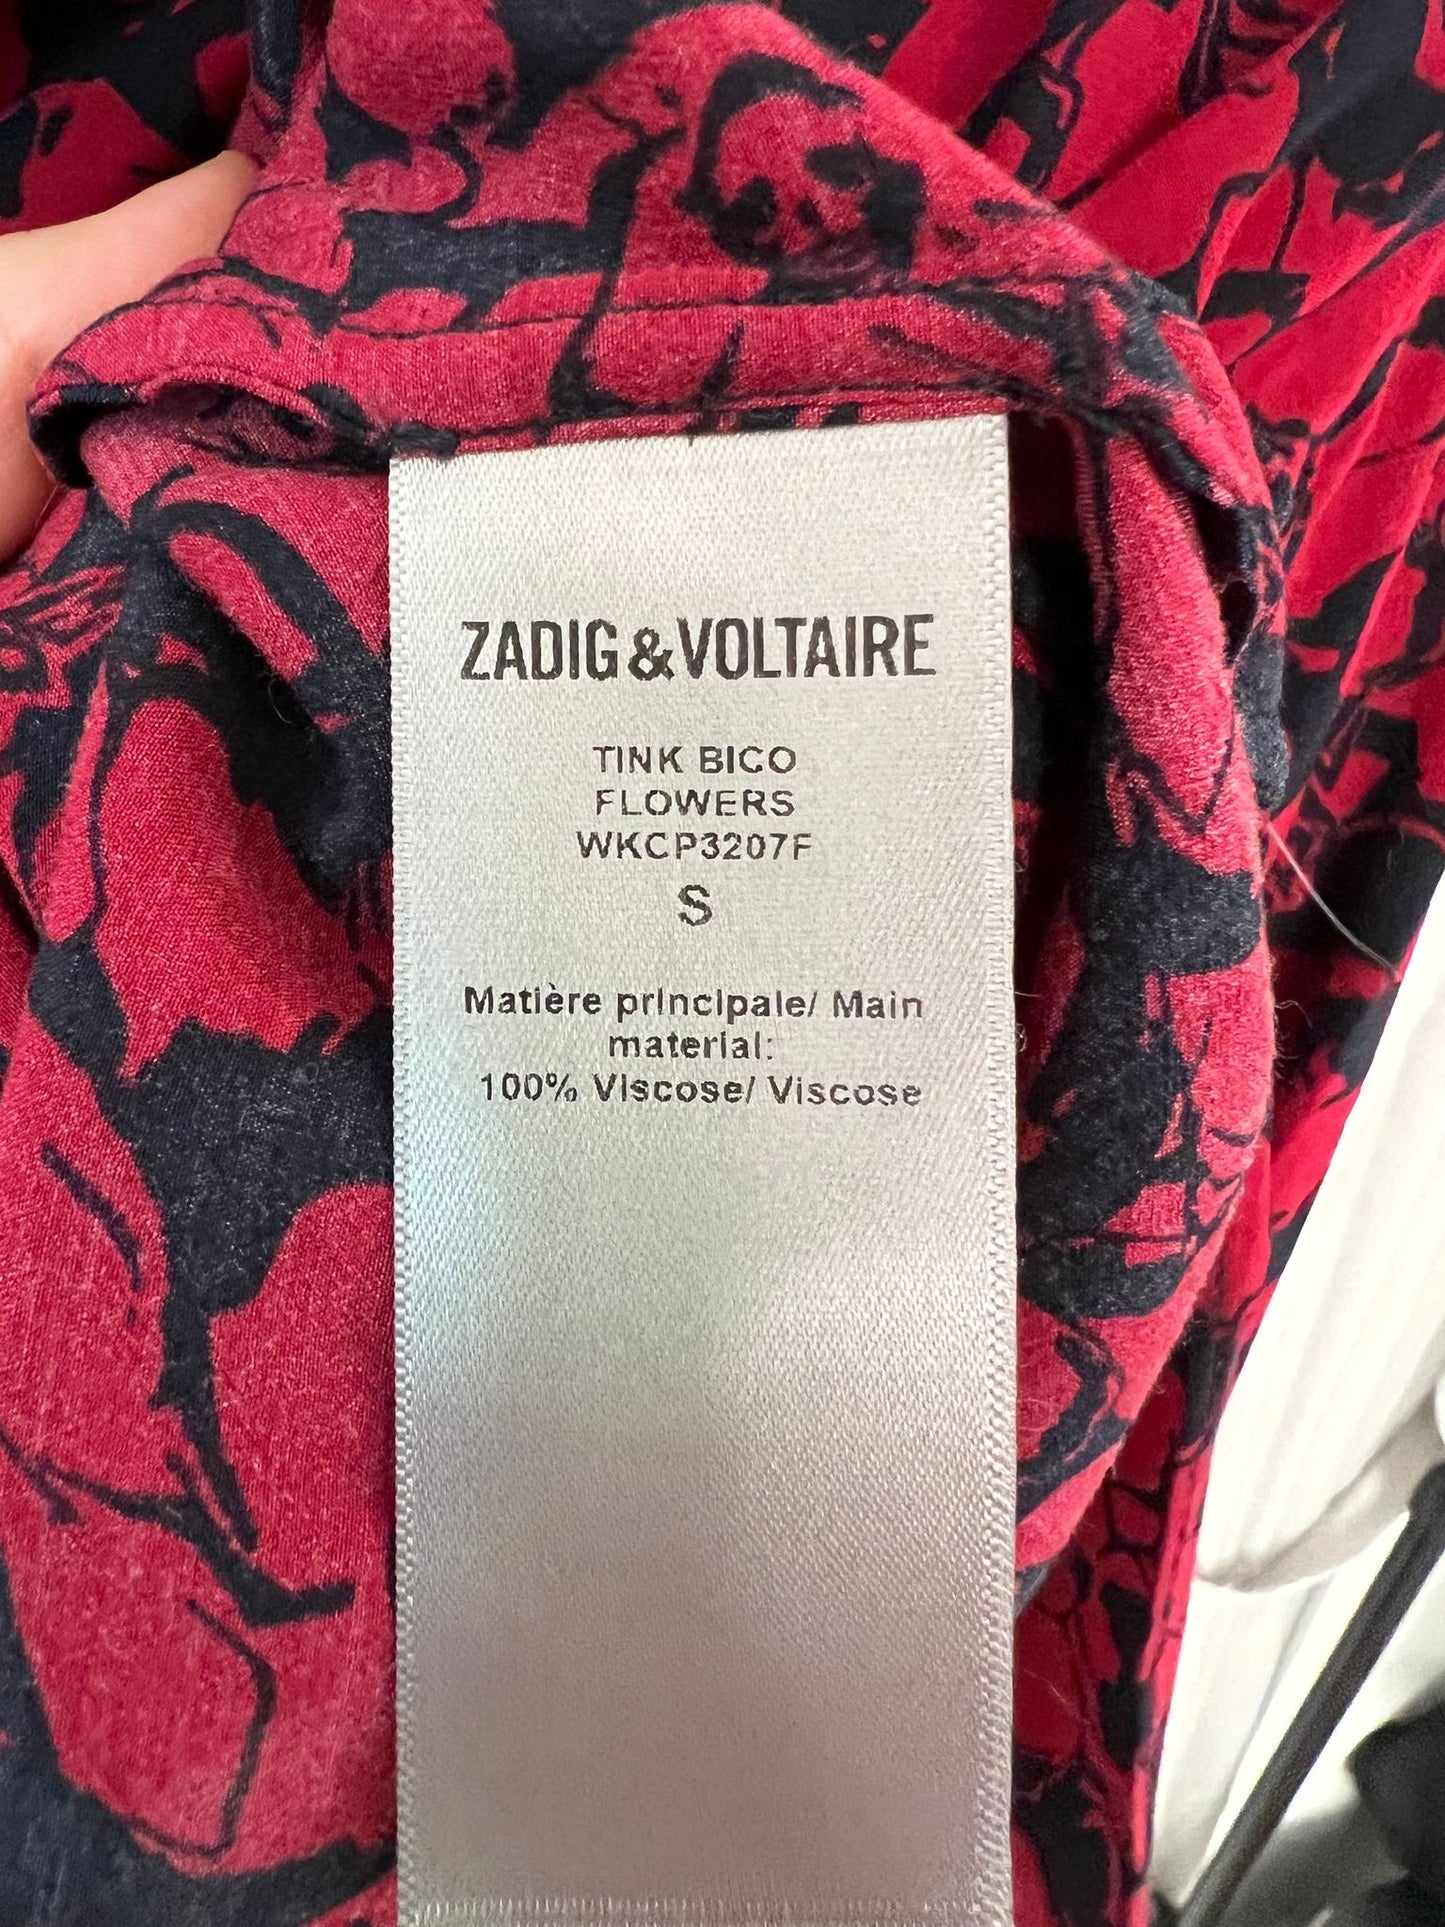 ZADIG&VOLTAIRE
TINK BICO
FLOWERS
WKCP3207F
S
Matière principale/ Main
material:
100% Viscose/ Viscose